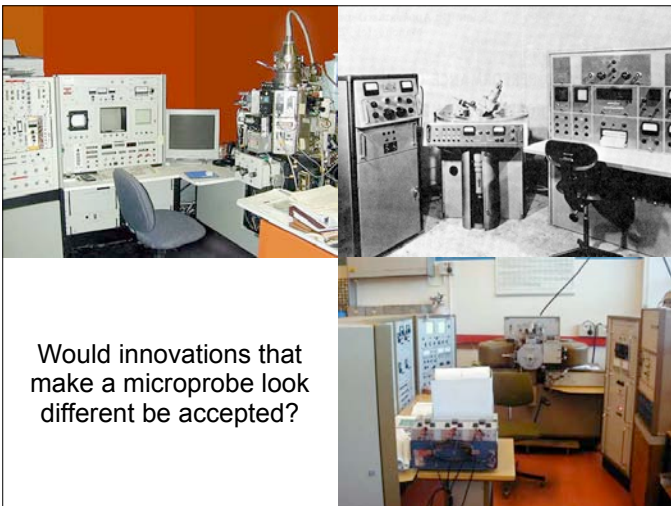 Would innovations that
make a microprobe look
different be accepted?